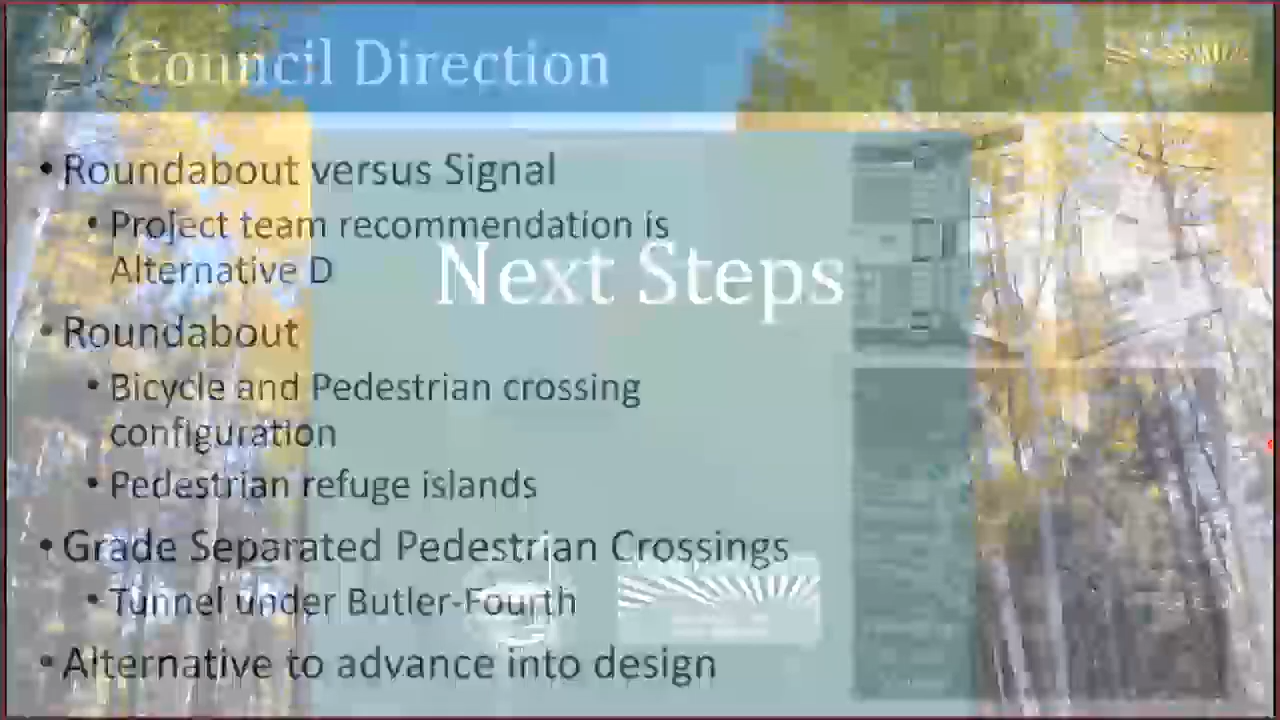 Council Direction
• Roundabout versus Signal
• Project team recommendation is
Alternative D
Next Steps
• Roundabout
• Bicycle and Pedestrian crossing
configuration
• Pedestrian refuge islands
• Grade Separated Pedestrian Crossings
• Tunnel under Butler-Fourth
• Alternative to advance into design